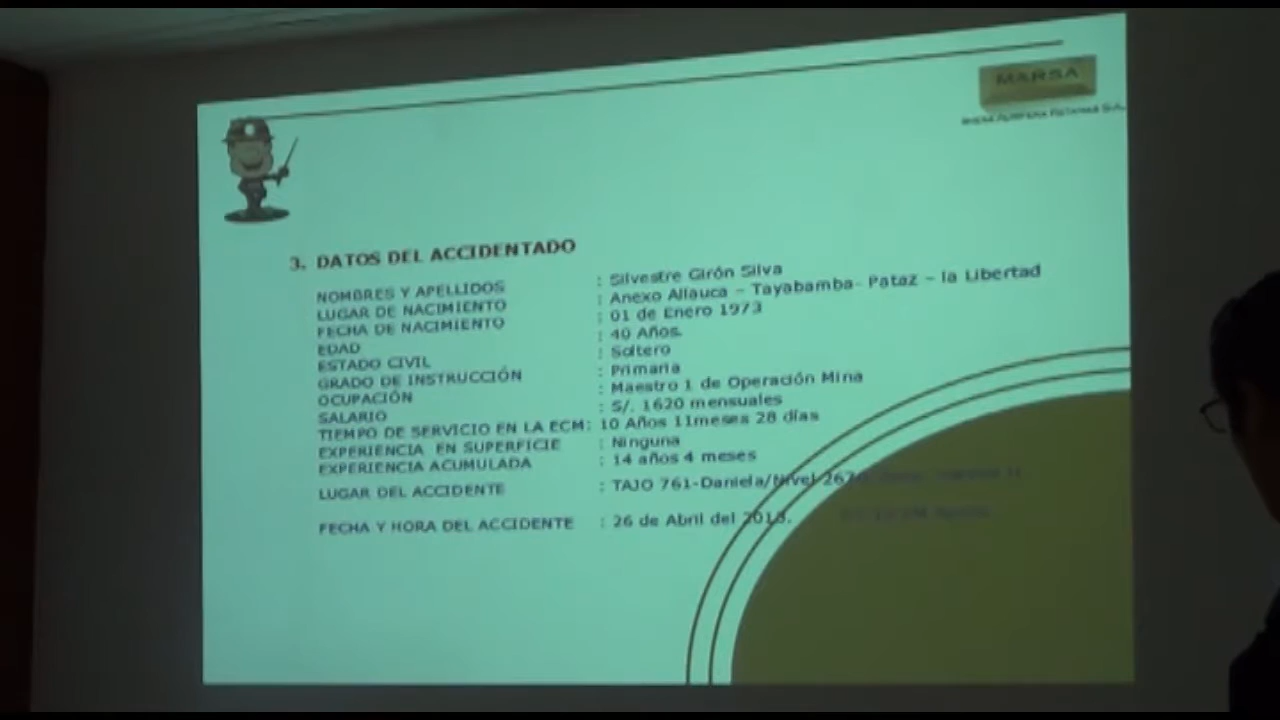 MARSA
3. DATOS DEL ACCIDENTADO
NOMBRES Y APELLIDOS : Silvestre Girón Silva
LUGAR DE NACIMIENTO : Anexo Allauca – Tayabamba- Pataz – la Libertad
FECHA DE NACIMIENTO : 01 de Enero 1973
EDAD : 40 Años.
ESTADO CIVIL : Soltero
GRADO DE INSTRUCCIÓN : Primaria
OCUPACIÓN : Maestro 1 de Operación Mina
SALARIO : S/. 1620 mensuales
TIEMPO DE SERVICIO EN LA ECM: 10 Años 11meses 28 días
EXPERIENCIA EN SUPERFICIE : Ninguna
EXPERIENCIA ACUMULADA : 14 años 4 meses
LUGAR DEL ACCIDENTE : TAJO 761-Daniela/Nivel
FECHA Y HORA DEL ACCIDENTE : 26 de Abril del 2013.